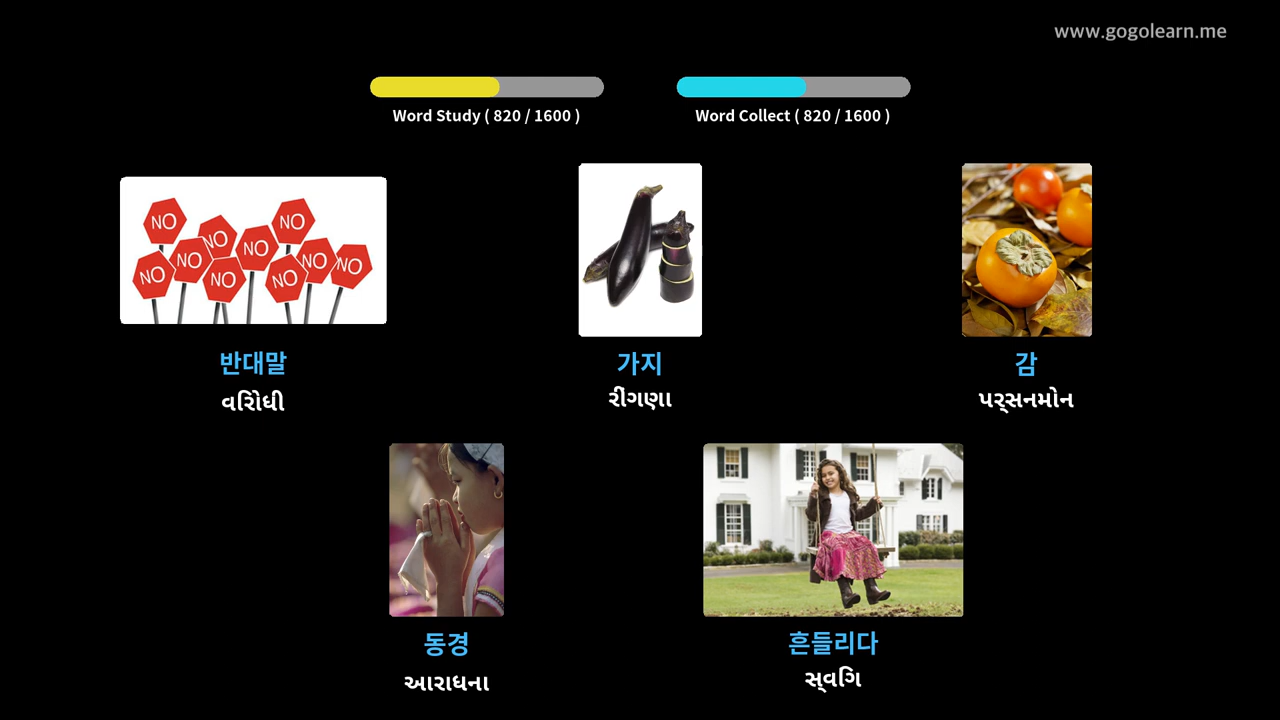 www.gogolearn.me
Word Study ( 820 / 1600 )
Word Collect ( 820 / 1600 )
NO NO NO NO NO NO NO NO NO NO
반대말
વિરોધી
가지
રીંગણા
감
પર્સનમોન
동경
આરાધના
흔들리다
સ્વિંગ